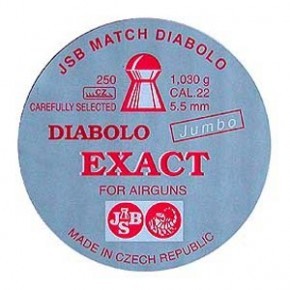 JSB MATCH DIABOLO
250 1,030 g
CZ CAL.22
CAREFULLY SELECTED 5.5 mm
DIABOLO Jumbo
EXACT
FOR AIRGUNS
JSB
MADE IN CZECH REPUBLIC